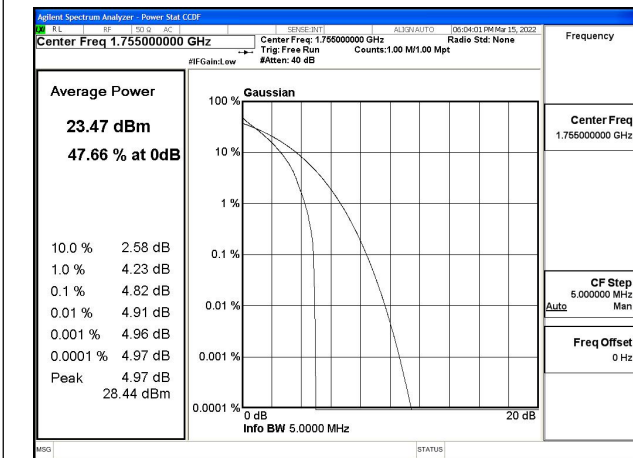 Agilent Spectrum Analyzer - Power Stat CCDF
RL RF 50 Ω AC SENSE:INT ALIGN AUTO 06:04:01 PM Mar 15, 2022
Center Freq 1.755000000 GHz
Center Freq: 1.755000000 GHz Radio Std: None
Trig: Free Run Counts:1.00 M/1.00 Mpt
#IFGain:Low #Atten: 40 dB
Frequency
Average Power
23.47 dBm
47.66 % at 0dB
10.0 % 2.58 dB
1.0 % 4.23 dB
0.1 % 4.82 dB
0.01 % 4.91 dB
0.001 % 4.96 dB
0.0001 % 4.97 dB
Peak 4.97 dB
28.44 dBm
Gaussian
100 %
10 %
1 %
0.1 %
0.01 %
0.001 %
0.0001 %
0 dB 20 dB
Info BW 5.0000 MHz
Center Freq
1.755000000 GHz
CF Step
5.000000 MHz
Auto Man
Freq Offset
0 Hz
MSG STATUS